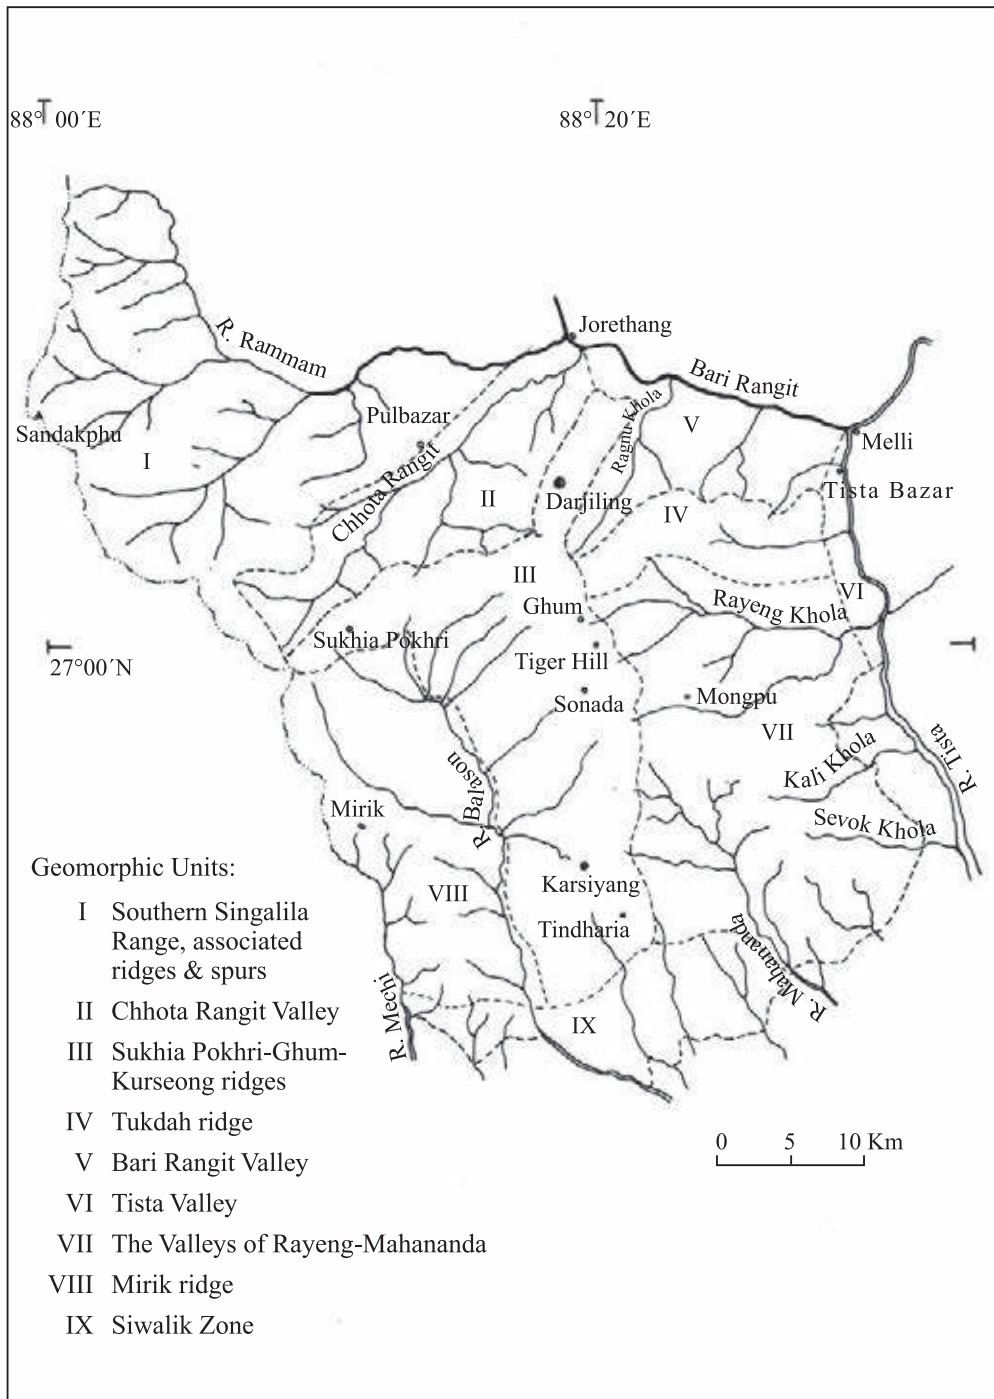 88° 00´E
88° 20´E
Jorethang
R. Rammam
Bari Rangit
Ragnu Khola
Pulbazar
Sandakphu
V
Melli
I
Chhota Rangit
II
Darjiling
IV
Tista Bazar
III
VI
Ghum
Rayeng Khola
Sukhia Pokhri
27°00´N
Tiger Hill
Sonada
Mongpu
VII
R. Tista
Kali Khola
R. Balason
Mirik
Sevok Khola
Karsiyang
VIII
Tindharia
R. Mahananda
R. Mechi
IX
Geomorphic Units:
I Southern Singalila
Range, associated
ridges & spurs
II Chhota Rangit Valley
III Sukhia Pokhri-Ghum-
Kurseong ridges
IV Tukdah ridge
V Bari Rangit Valley
VI Tista Valley
VII The Valleys of Rayeng-Mahananda
VIII Mirik ridge
IX Siwalik Zone
0 5 10 Km